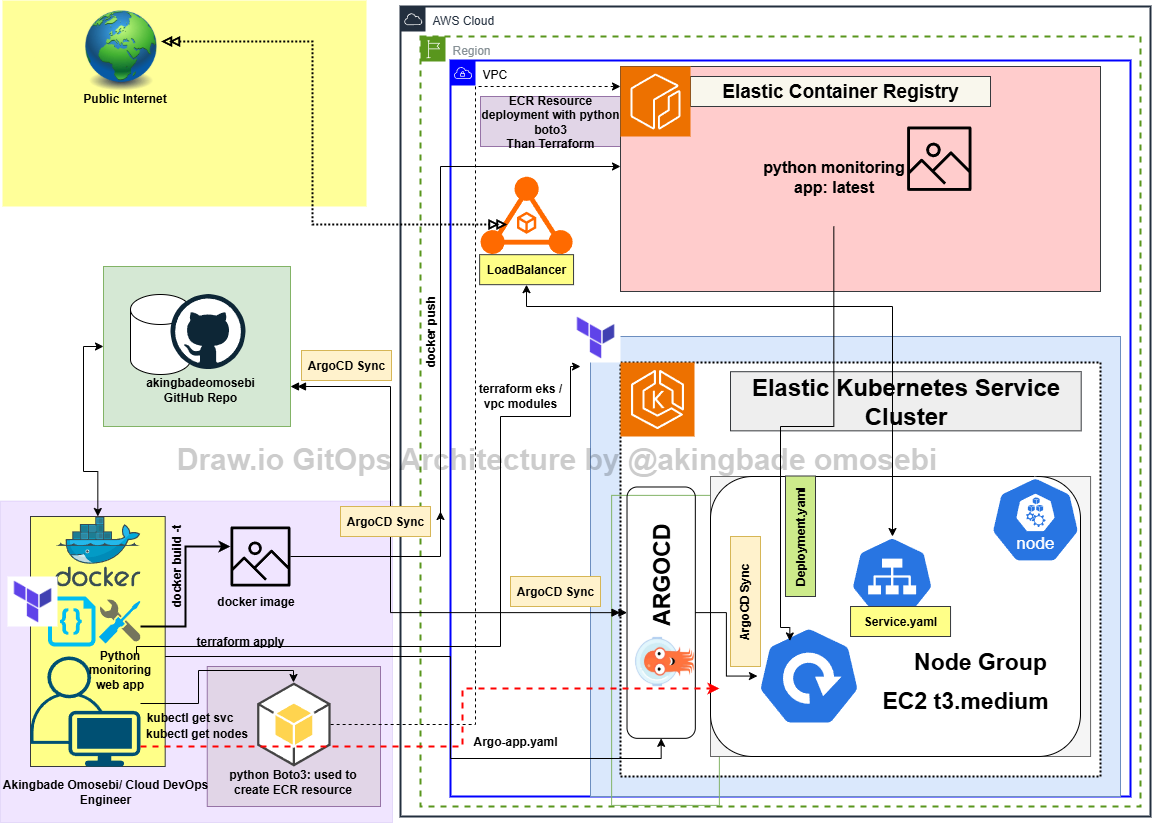 AWS Cloud
Region
VPC
Public Internet
ECR Resource
deployment with python
boto3
Than Terraform
Elastic Container Registry
python monitoring
app: latest
LoadBalancer
docker push
akingbadeomosebi
GitHub Repo
ArgoCD Sync
terraform eks /
vpc modules
Elastic Kubernetes Service
Cluster
Draw.io GitOps Architecture by @akingbade omosebi
docker
docker build -t
docker image
ArgoCD Sync
ArgoCD Sync
ARGOCD
ArgoCD Sync
Deployment.yaml
node
Service.yaml
Node Group
EC2 t3.medium
{}
Python
monitoring
web app
terraform apply
kubectl get svc
kubectl get nodes
Argo-app.yaml
python Boto3: used to
create ECR resource
Akingbade Omosebi/ Cloud DevOps
Engineer